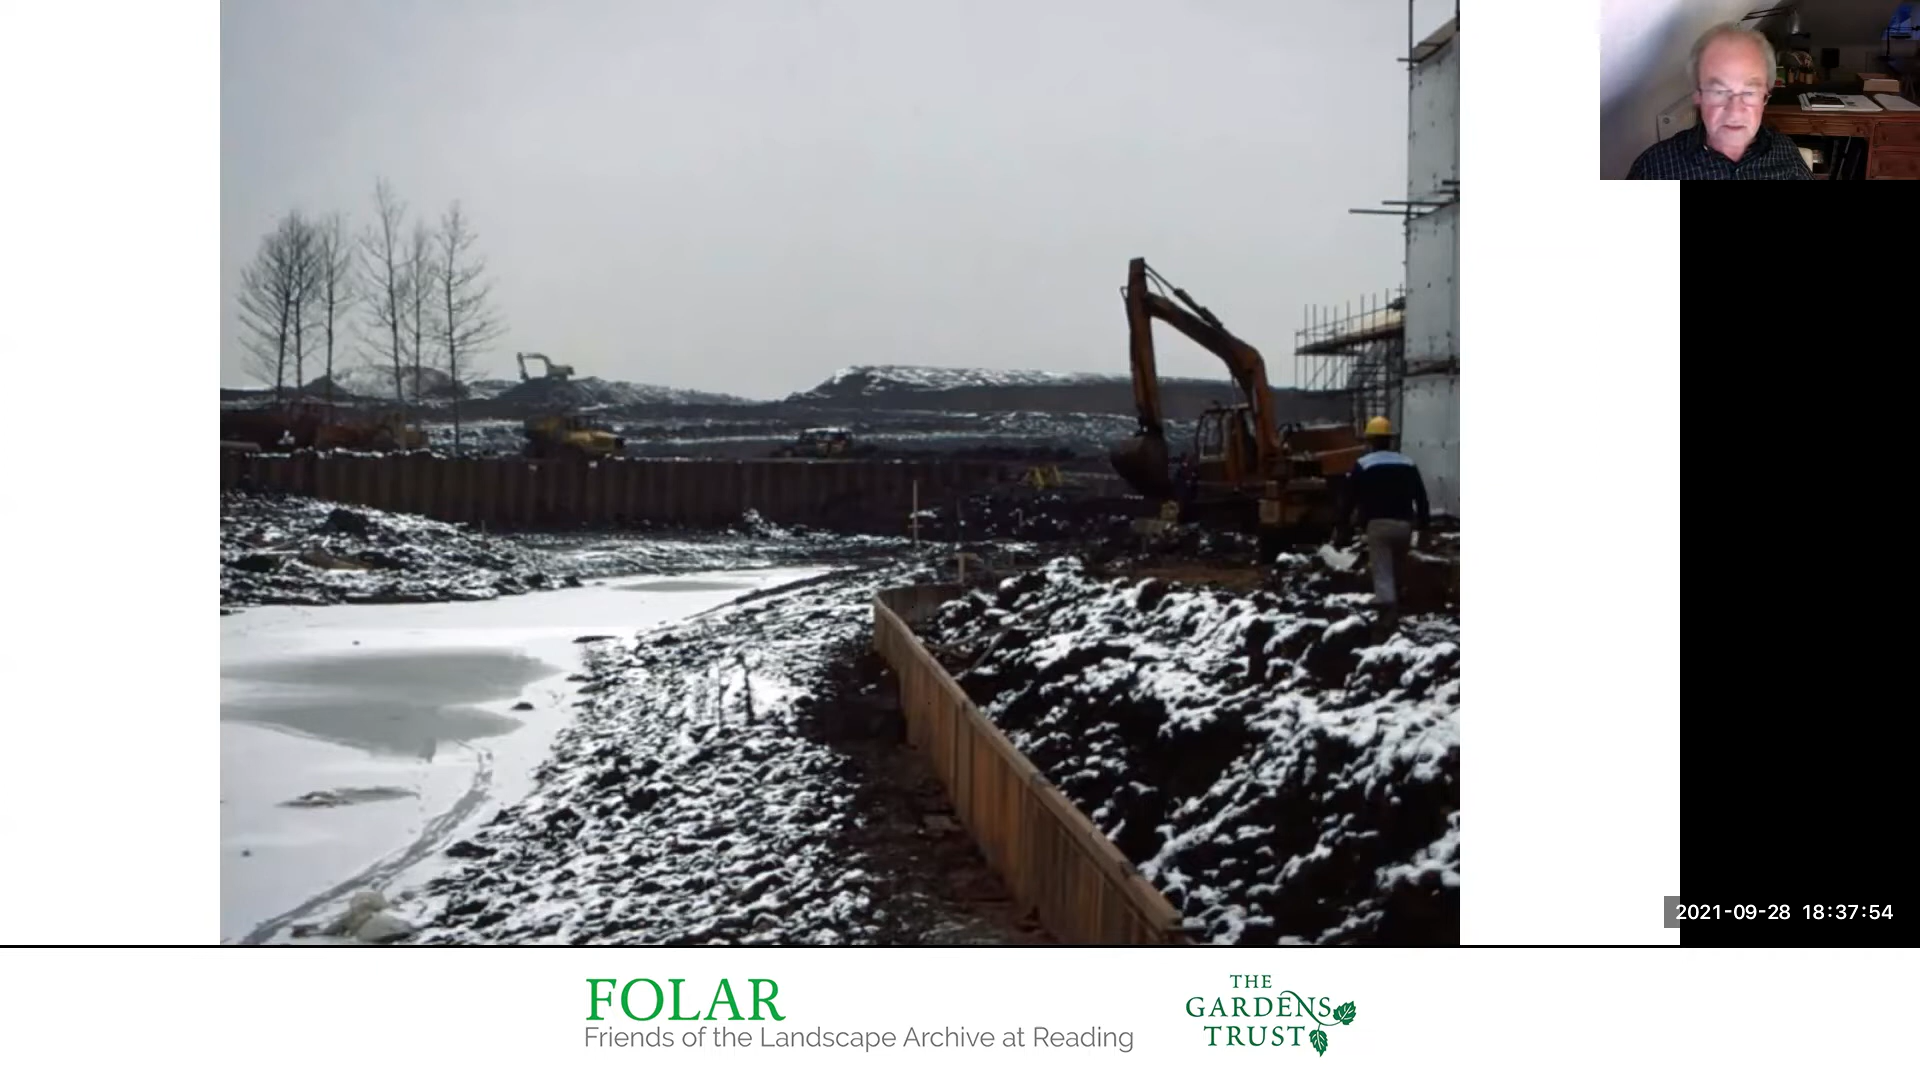 2021-09-28 18:37:54
FOLAR
Friends of the Landscape Archive at Reading
THE
GARDENS
TRUST